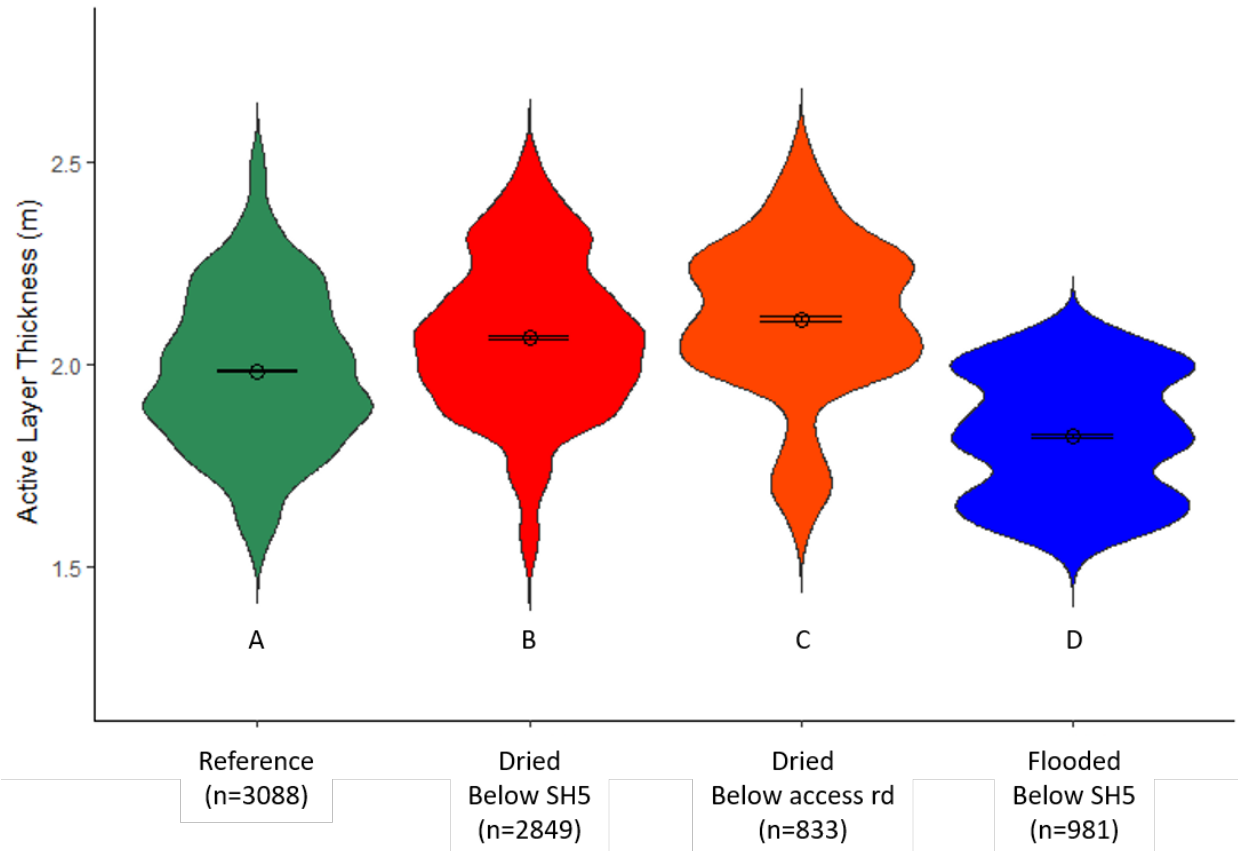 Active Layer Thickness (m)
2.5
2.0
1.5
A
B
C
D
Reference
(n=3088)
Dried
Below SH5
(n=2849)
Dried
Below access rd
(n=833)
Flooded
Below SH5
(n=981)